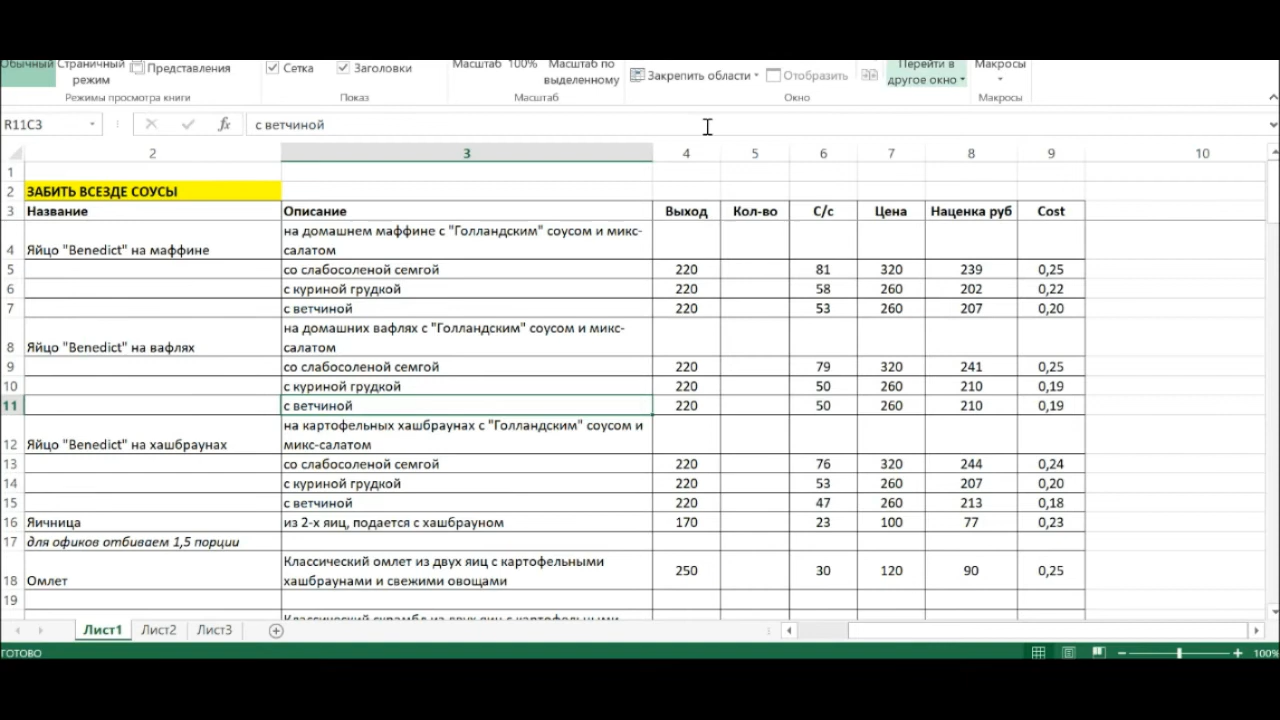 Обычный Страничный режим Представления Сетка Заголовки Масштаб 100% Масштаб по выделенному Закрепить области Отобразить Перейти в другое окно Макросы
Режимы просмотра книги Показ Масштаб Окно Макросы
R11C3 fx с ветчиной
2 3 4 5 6 7 8 9 10
1
2 ЗАБИТЬ ВСЕЗДЕ СОУСЫ
3 Название Описание Выход Кол-во С/с Цена Наценка руб Cost
4 Яйцо "Benedict" на маффине на домашнем маффине с "Голландским" соусом и микс-
салатом
5 со слабосоленой семгой 220 81 320 239 0,25
6 с куриной грудкой 220 58 260 202 0,22
7 с ветчиной 220 53 260 207 0,20
8 Яйцо "Benedict" на вафлях на домашних вафлях с "Голландским" соусом и микс-
салатом
9 со слабосоленой семгой 220 79 320 241 0,25
10 с куриной грудкой 220 50 260 210 0,19
11 с ветчиной 220 50 260 210 0,19
12 Яйцо "Benedict" на хашбраунах на картофельных хашбраунах с "Голландским" соусом и
микс-салатом
13 со слабосоленой семгой 220 76 320 244 0,24
14 с куриной грудкой 220 53 260 207 0,20
15 с ветчиной 220 47 260 213 0,18
16 Яичница из 2-х яиц, подается с хашбрауном 170 23 100 77 0,23
17 для офиков отбиваем 1,5 порции
18 Омлет Классический омлет из двух яиц с картофельными
хашбраунами и свежими овощами 250 30 120 90 0,25
19
Классический скрамбл из двух яиц с картофельными
Лист1 Лист2 Лист3
ГОТОВО 100%